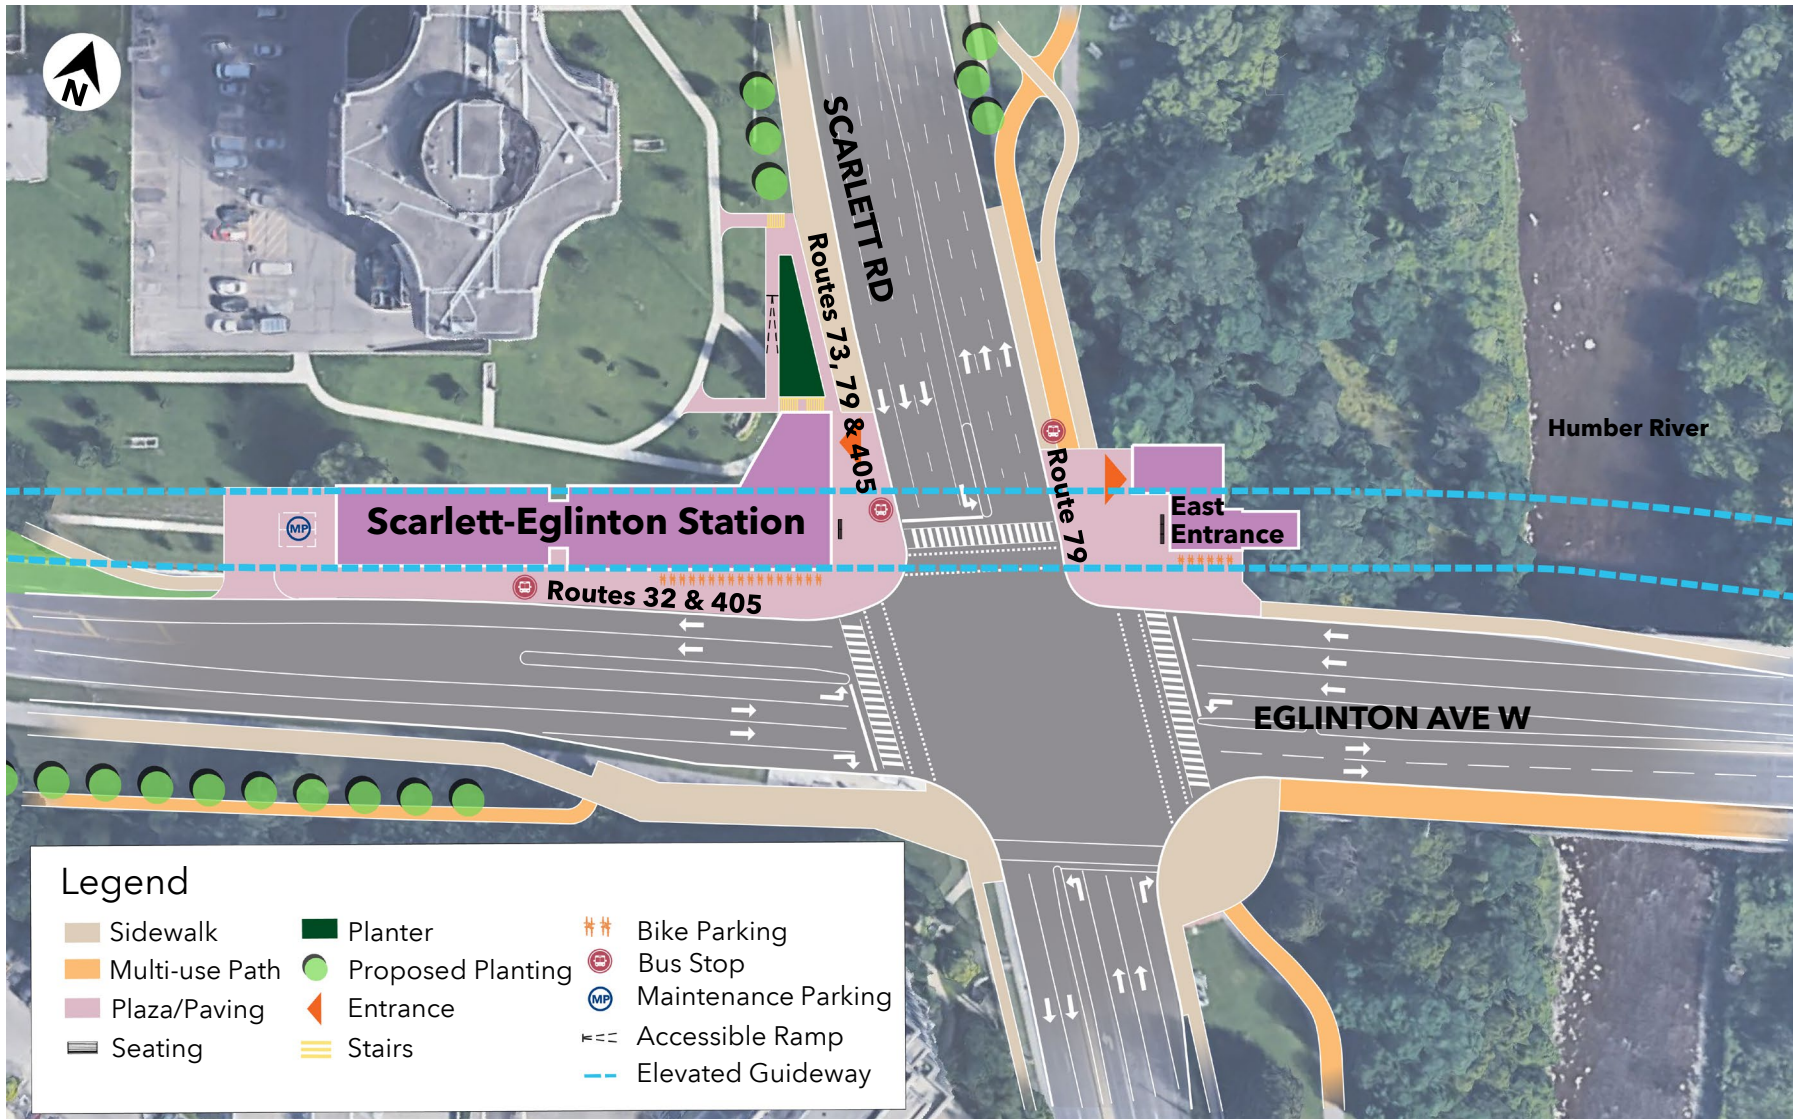 N
SCARLETT RD
Routes 73, 79 & 405
Humber River
Route 79
Scarlett-Eglinton Station
East
Entrance
MP
Routes 32 & 405
EGLINTON AVE W
Legend
Sidewalk
Multi-use Path
Plaza/Paving
Seating
Planter
Proposed Planting
Entrance
Stairs
Bike Parking
Bus Stop
MP
Maintenance Parking
Accessible Ramp
Elevated Guideway